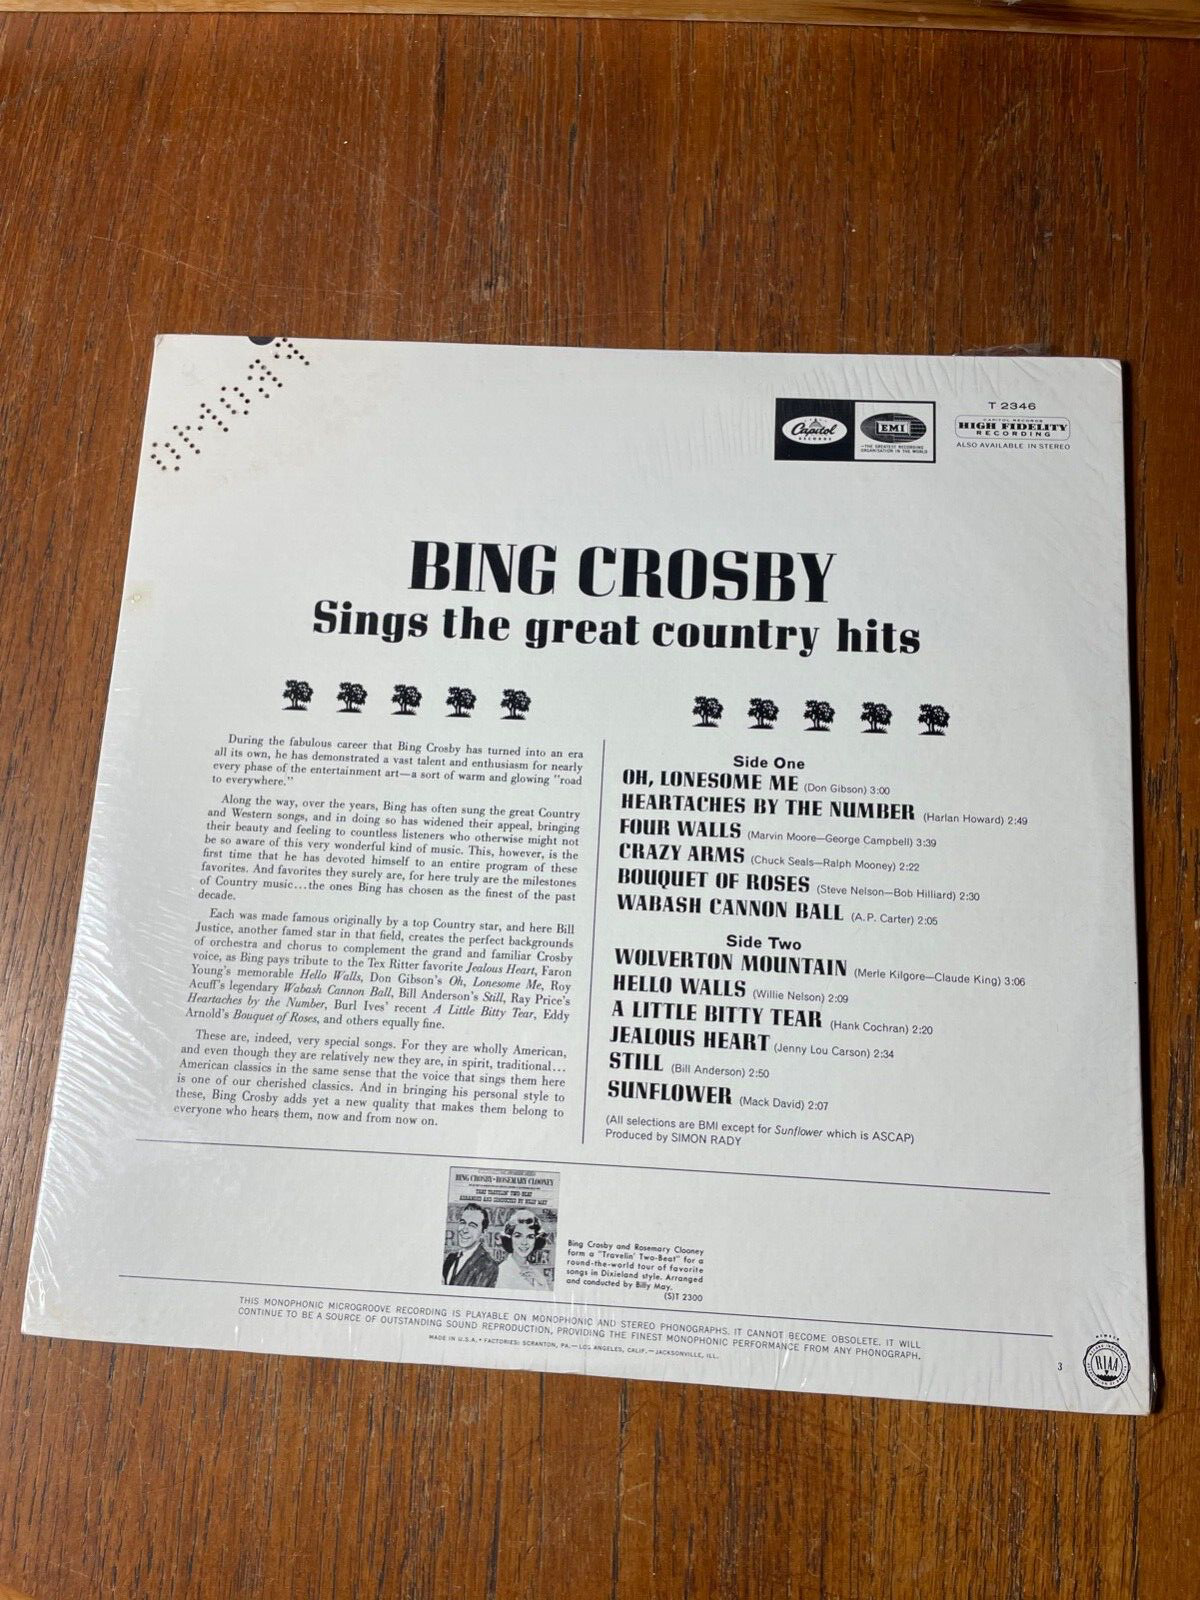 Capitol
RECORDS
EMI
—THE GREATEST RECORDING
ORGANISATION IN THE WORLD
T 2346
CAPITOL RECORDS
HIGH FIDELITY
RECORDING
ALSO AVAILABLE IN STEREO
BING CROSBY
Sings the great country hits
During the fabulous career that Bing Crosby has turned into an era
all its own, he has demonstrated a vast talent and enthusiasm for nearly
every phase of the entertainment art—a sort of warm and glowing "road
to everywhere."
Along the way, over the years, Bing has often sung the great Country
and Western songs, and in doing so has widened their appeal, bringing
their beauty and feeling to countless listeners who otherwise might not
be so aware of this very wonderful kind of music. This, however, is the
first time that he has devoted himself to an entire program of these
favorites. And favorites they surely are, for here truly are the milestones
of Country music...the ones Bing has chosen as the finest of the past
decade.
Each was made famous originally by a top Country star, and here Bill
Justice, another famed star in that field, creates the perfect backgrounds
of orchestra and chorus to complement the grand and familiar Crosby
voice, as Bing pays tribute to the Tex Ritter favorite Jealous Heart, Faron
Young's memorable Hello Walls, Don Gibson's Oh, Lonesome Me, Roy
Acuff's legendary Wabash Cannon Ball, Bill Anderson's Still, Ray Price's
Heartaches by the Number, Burl Ives' recent A Little Bitty Tear, Eddy
Arnold's Bouquet of Roses, and others equally fine.
These are, indeed, very special songs. For they are wholly American,
and even though they are relatively new they are, in spirit, traditional...
American classics in the same sense that the voice that sings them here
is one of our cherished classics. And in bringing his personal style to
these, Bing Crosby adds yet a new quality that makes them belong to
everyone who hears them, now and from now on.
Side One
OH, LONESOME ME (Don Gibson) 3:00
HEARTACHES BY THE NUMBER (Harlan Howard) 2:49
FOUR WALLS (Marvin Moore—George Campbell) 3:39
CRAZY ARMS (Chuck Seals—Ralph Mooney) 2:22
BOUQUET OF ROSES (Steve Nelson—Bob Hilliard) 2:30
WABASH CANNON BALL (A.P. Carter) 2:05
Side Two
WOLVERTON MOUNTAIN (Merle Kilgore—Claude King) 3:06
HELLO WALLS (Willie Nelson) 2:09
A LITTLE BITTY TEAR (Hank Cochran) 2:20
JEALOUS HEART (Jenny Lou Carson) 2:34
STILL (Bill Anderson) 2:50
SUNFLOWER (Mack David) 2:07
(All selections are BMI except for Sunflower which is ASCAP)
Produced by SIMON RADY
BING CROSBY • ROSEMARY CLOONEY
THAT TRAVELIN' TWO-BEAT
ARRANGED AND CONDUCTED BY BILLY MAY
Bing Crosby and Rosemary Clooney
form a "Travelin' Two-Beat" for a
round-the-world tour of favorite
songs in Dixieland style. Arranged
and conducted by Billy May.
(S)T 2300
THIS MONOPHONIC MICROGROOVE RECORDING IS PLAYABLE ON MONOPHONIC AND STEREO PHONOGRAPHS. IT CANNOT BECOME OBSOLETE. IT WILL
CONTINUE TO BE A SOURCE OF OUTSTANDING SOUND REPRODUCTION, PROVIDING THE FINEST MONOPHONIC PERFORMANCE FROM ANY PHONOGRAPH.
MADE IN U.S.A. • FACTORIES: SCRANTON, PA.—LOS ANGELES, CALIF.—JACKSONVILLE, ILL.
3
MEMBER
RIAA